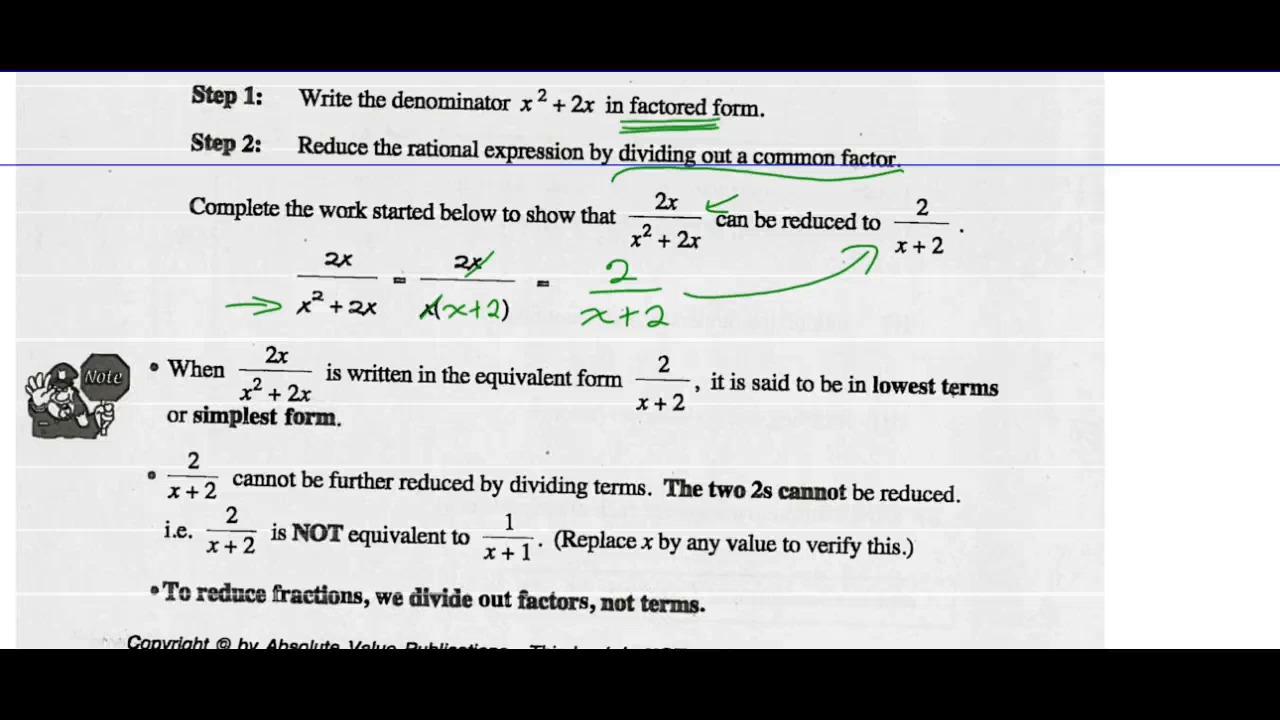 Step 1: Write the denominator x² + 2x in factored form.
Step 2: Reduce the rational expression by dividing out a common factor.
Complete the work started below to show that 2x/(x² + 2x) can be reduced to 2/(x + 2).
2x/(x² + 2x) = 2x/(x(x+2)) = 2/(x+2)
Note
• When 2x/(x² + 2x) is written in the equivalent form 2/(x + 2), it is said to be in lowest terms
or simplest form.
• 2/(x + 2) cannot be further reduced by dividing terms. The two 2s cannot be reduced.
i.e. 2/(x + 2) is NOT equivalent to 1/(x + 1). (Replace x by any value to verify this.)
• To reduce fractions, we divide out factors, not terms.
Copyright @ by Absolute Value Publications.